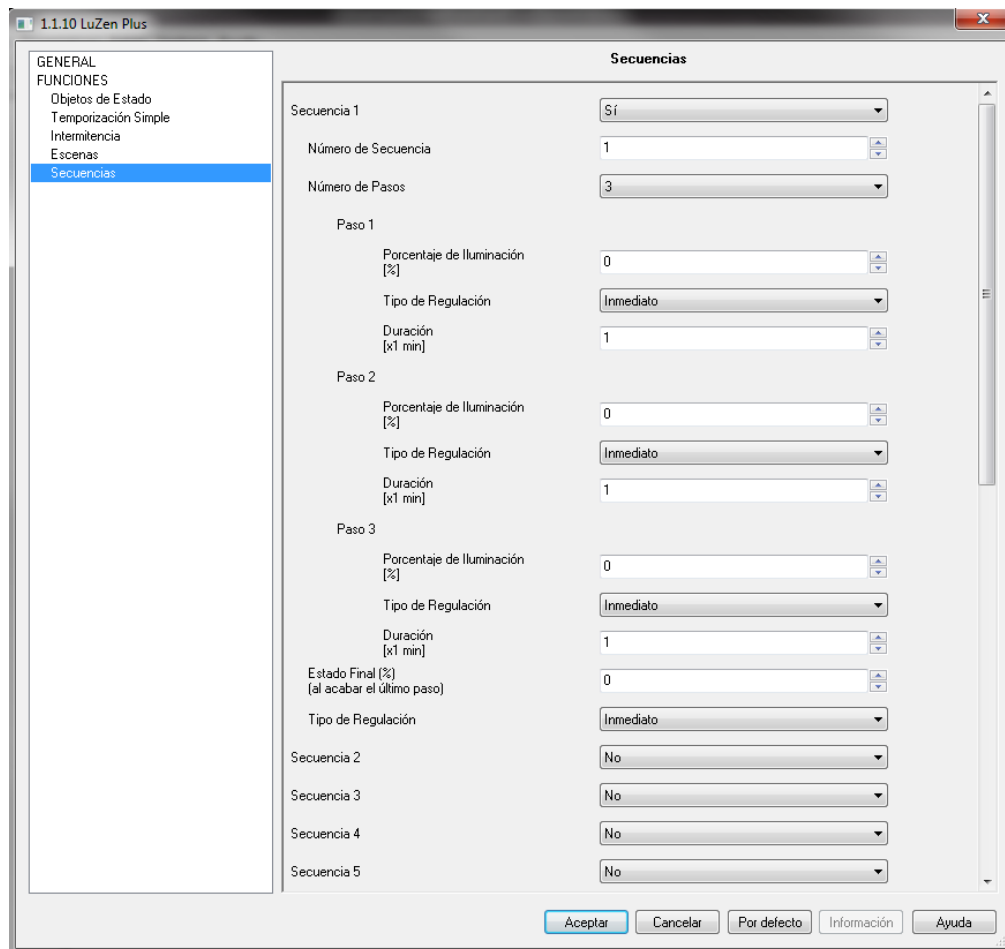 1.1.10 LuZen Plus
GENERAL
FUNCIONES
Objetos de Estado
Temporización Simple
Intermitencia
Escenas
Secuencias
Secuencias
Secuencia 1
Sí
Número de Secuencia
1
Número de Pasos
3
Paso 1
Porcentaje de Iluminación
[%]
0
Tipo de Regulación
Inmediato
Duración
[x1 min]
1
Paso 2
Porcentaje de Iluminación
[%]
0
Tipo de Regulación
Inmediato
Duración
[x1 min]
1
Paso 3
Porcentaje de Iluminación
[%]
0
Tipo de Regulación
Inmediato
Duración
[x1 min]
1
Estado Final (%)
(al acabar el último paso)
0
Tipo de Regulación
Inmediato
Secuencia 2
No
Secuencia 3
No
Secuencia 4
No
Secuencia 5
No
Aceptar
Cancelar
Por defecto
Información
Ayuda